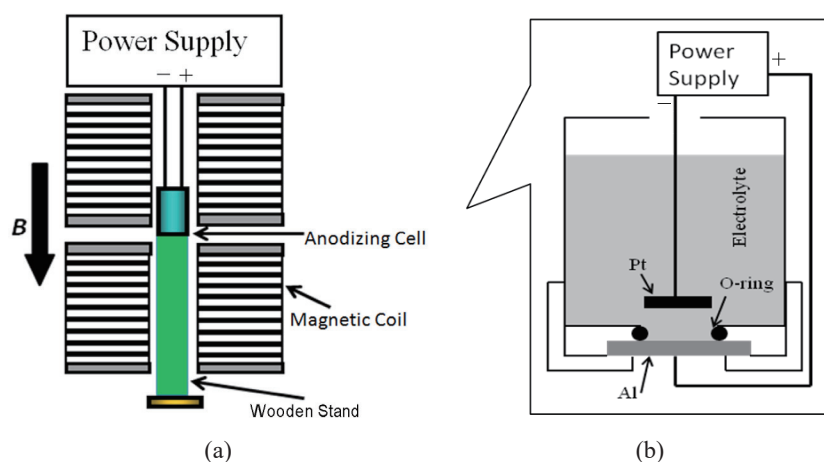 Power Supply
− +
B
Anodizing Cell
Magnetic Coil
Wooden Stand
(a)
Power
Supply
+
−
Electrolyte
Pt
O-ring
Al
(b)